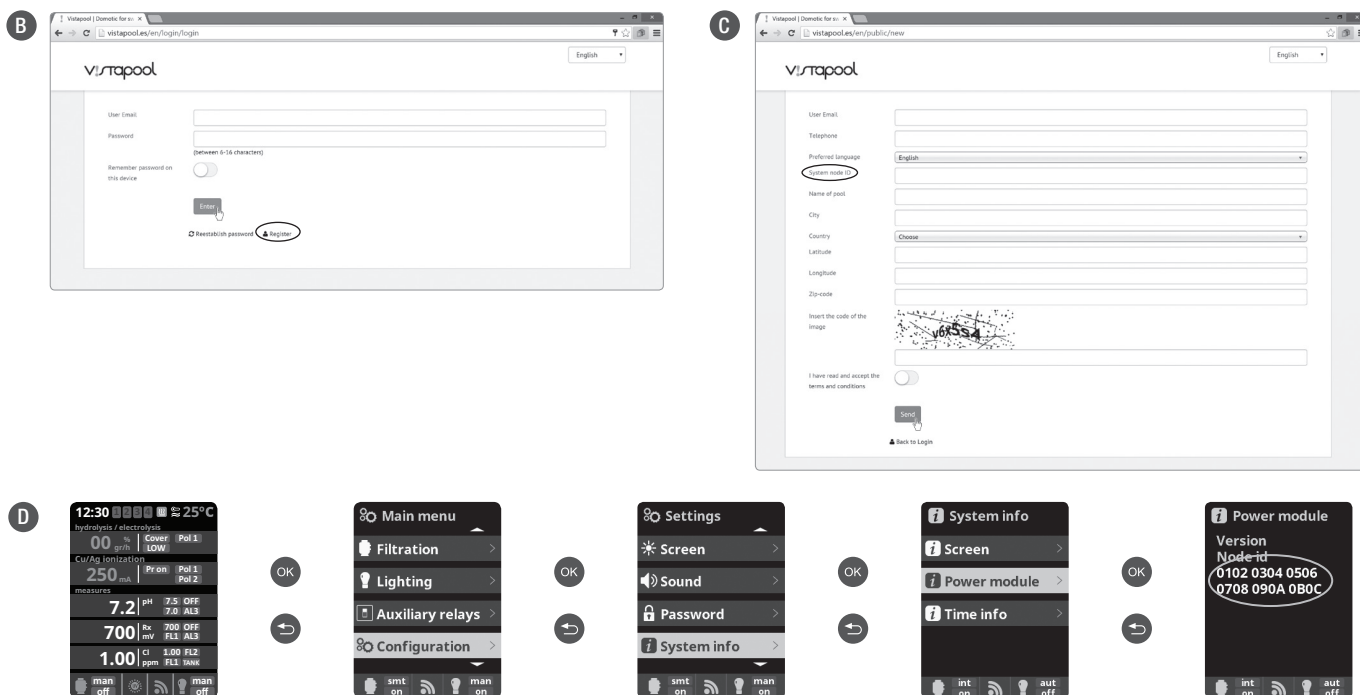 B
Vistapool | Domotic for sw
vistapool.es/en/login/login
English
vistapool
User Email
Password
(between 6-16 characters)
Remember password on
this device
Enter
Reestáblish password Register
C
Vistapool | Domotic for sw
vistapool.es/en/public/new
English
vistapool
User Email
Telephone
Preferred language English
System node ID
Name of pool
City
Country Choose
Latitude
Longitude
Zip-code
Insert the code of the
image
v6x5s4
I have read and accept the
terms and conditions
Send
Back to Login
D
12:30 1 2 3 4 25°C
hydrolysis / electrolysis
00 % gr/h Cover Pol 1
LOW
Cu/Ag ionization
250 mA Pr on Pol 1
Pol 2
measures
7.2 pH 7.5 OFF
7.0 AL3
700 Rx mV 700 OFF
FL1 AL3
1.00 Cl ppm 1.00 FL2
FL1 TANK
man off man off
OK
Main menu
Filtration
Lighting
Auxiliary relays
Configuration
smt on man on
OK
Settings
Screen
Sound
Password
System info
smt on man on
OK
System info
Screen
Power module
Time info
int on aut off
OK
Power module
Version
Node id
0102 0304 0506
0708 090A 0B0C
int on aut off